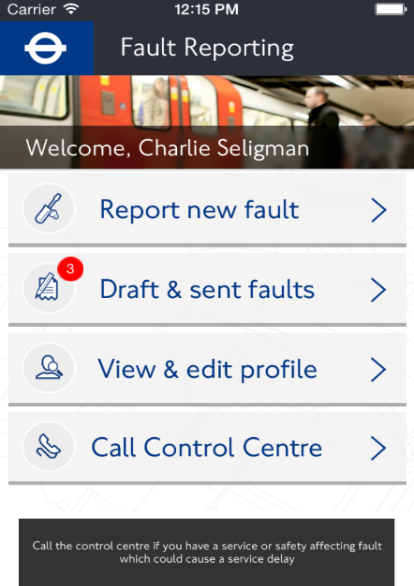 Carrier 12:15 PM
Fault Reporting
Welcome, Charlie Seligman
Report new fault
3
Draft & sent faults
View & edit profile
Call Control Centre
Call the control centre if you have a service or safety affecting fault
which could cause a service delay